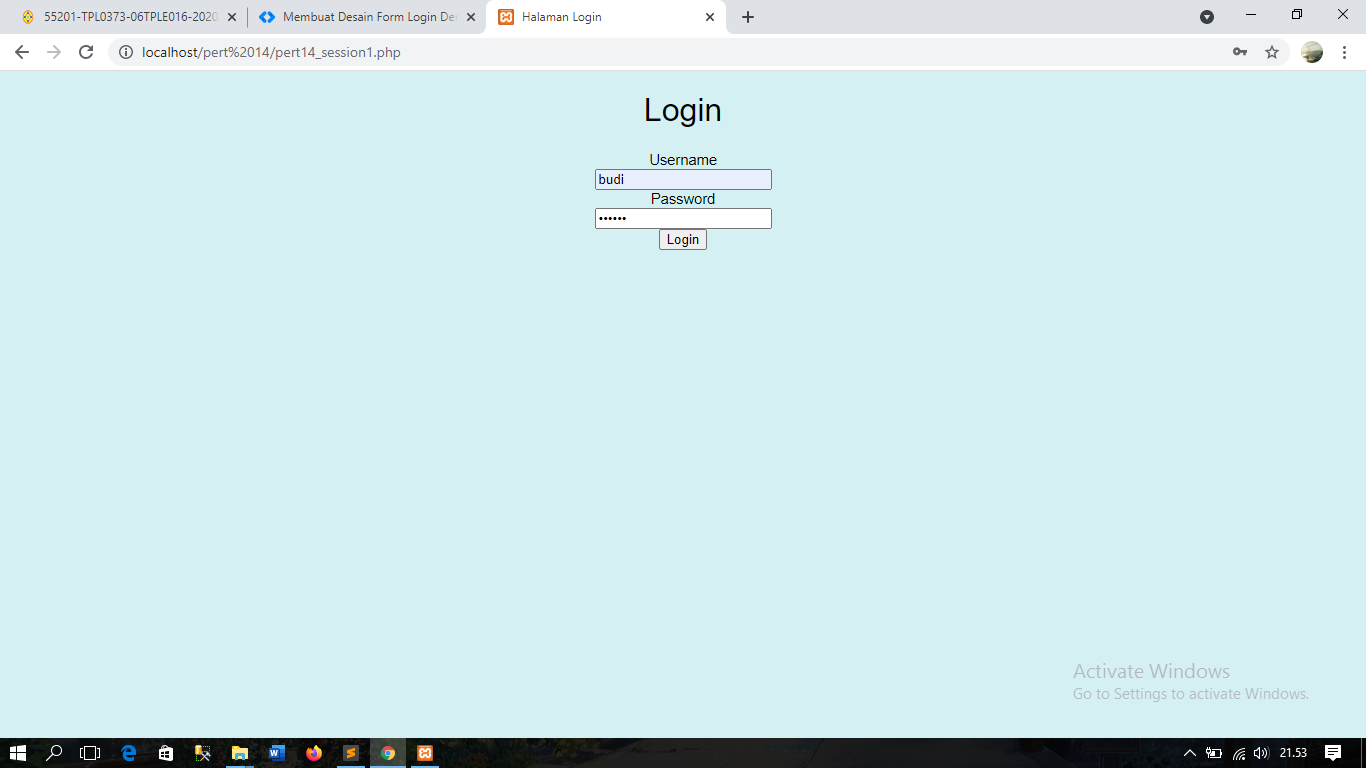 55201-TPL0373-06TPLE016-2020
Membuat Desain Form Login De
Halaman Login
localhost/pert%2014/pert14_session1.php
Login
Username
budi
Password
••••••
Login
Activate Windows
Go to Settings to activate Windows.
21.53